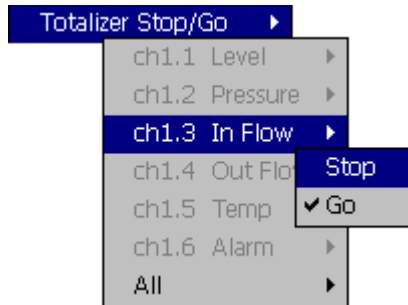 Totalizer Stop/Go
ch1.1 Level
ch1.2 Pressure
ch1.3 In Flow
Stop
ch1.4 Out Flo
Go
ch1.5 Temp
ch1.6 Alarm
All